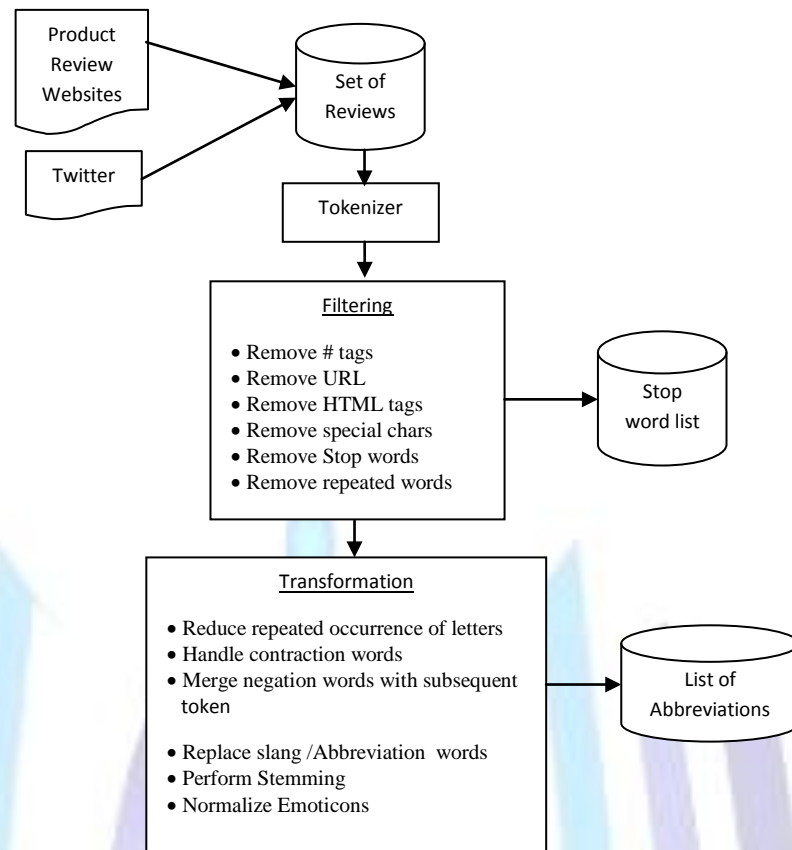 Product
Review
Websites
Set of
Reviews
Twitter
Tokenizer
Filtering
• Remove # tags
• Remove URL
• Remove HTML tags
• Remove special chars
• Remove Stop words
• Remove repeated words
Stop
word list
Transformation
• Reduce repeated occurrence of letters
• Handle contraction words
• Merge negation words with subsequent
token
• Replace slang /Abbreviation words
• Perform Stemming
• Normalize Emoticons
List of
Abbreviations